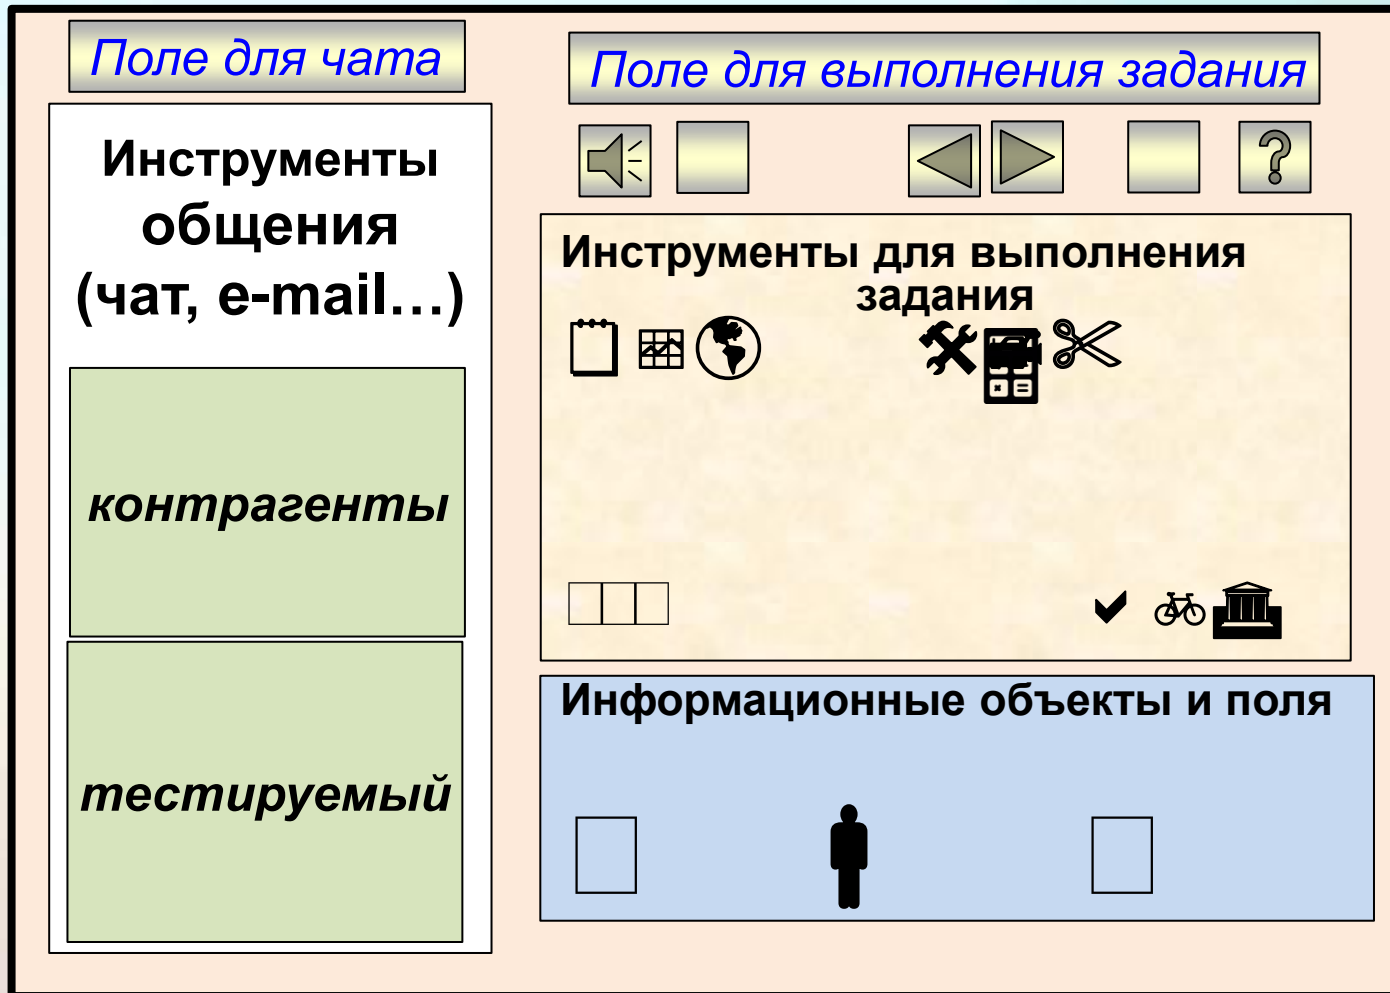 Поле для чата
Инструменты
общения
(чат, e-mail...)
контрагенты
тестируемый
Поле для выполнения задания
?
Инструменты для выполнения
задания
Информационные объекты и поля